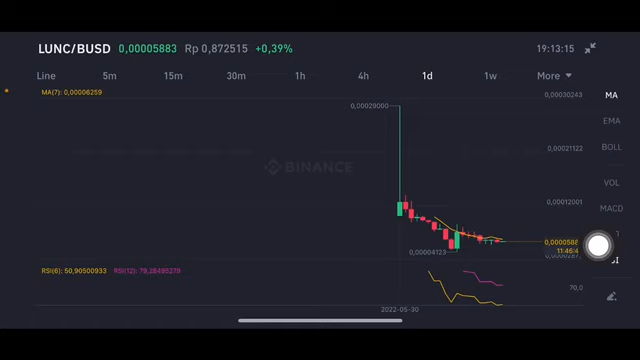 LUNC/BUSD 0,00005883 Rp 0,872515 +0,39% 19:13:15
Line 5m 15m 30m 1h 4h 1d 1w More
MA(7): 0,00006259
0,00030243
MA
0,00029000
EMA
0,00021122
BOLL
BINANCE
VOL
0,00012001
MACD
0,0000588
11:46:4
0,00004123
RSI(6): 50,90500933 RSI(12): 79,26495279
70,0
2022-05-30